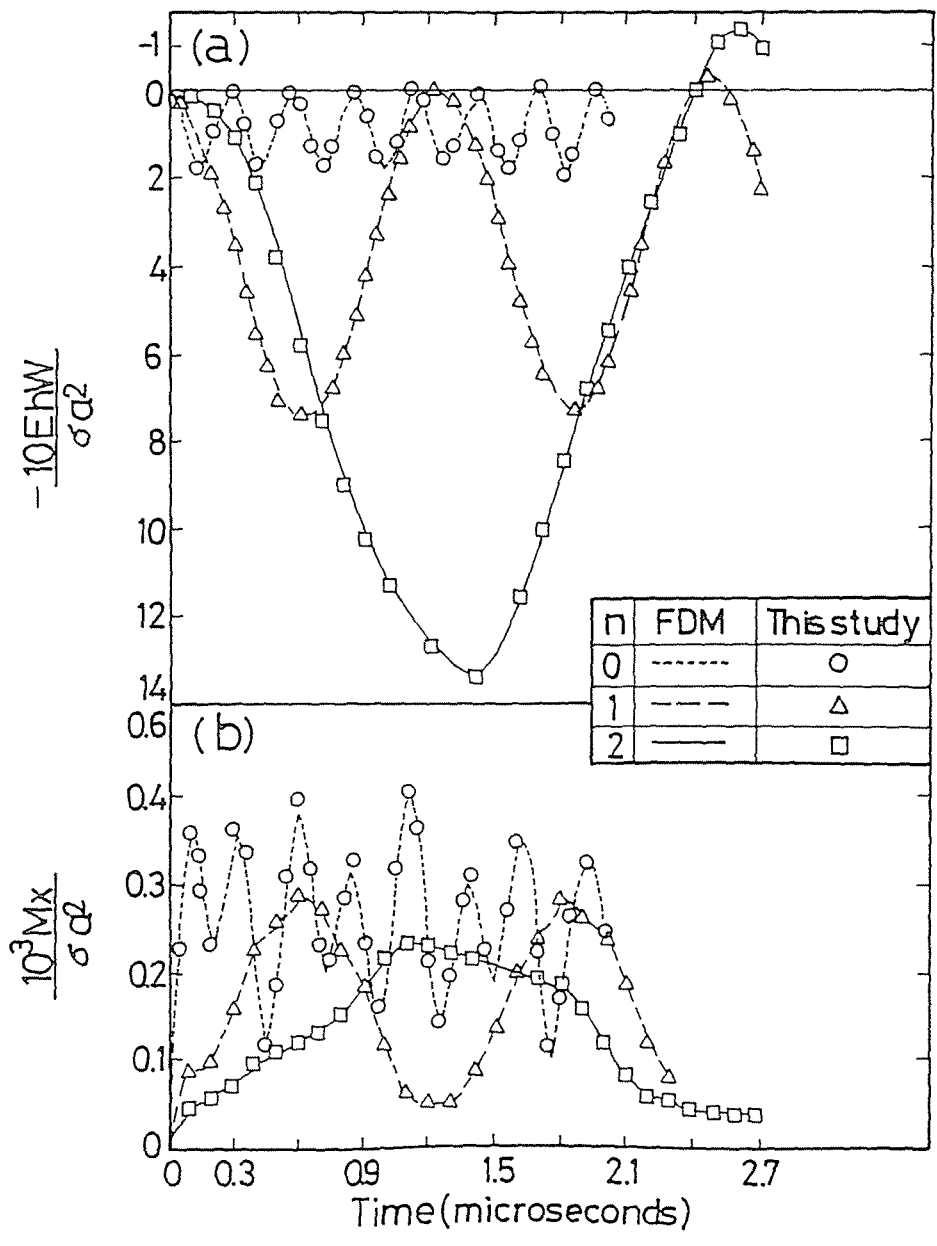 (a)
-1
0
2
4
6
8
10
12
14
-10EhW
σa²
n FDM This study
0
1
2
(b)
0.6
0.4
0.3
0.2
0.1
0
10³Mx
σa²
0 0.3 0.9 1.5 2.1 2.7
Time (microseconds)